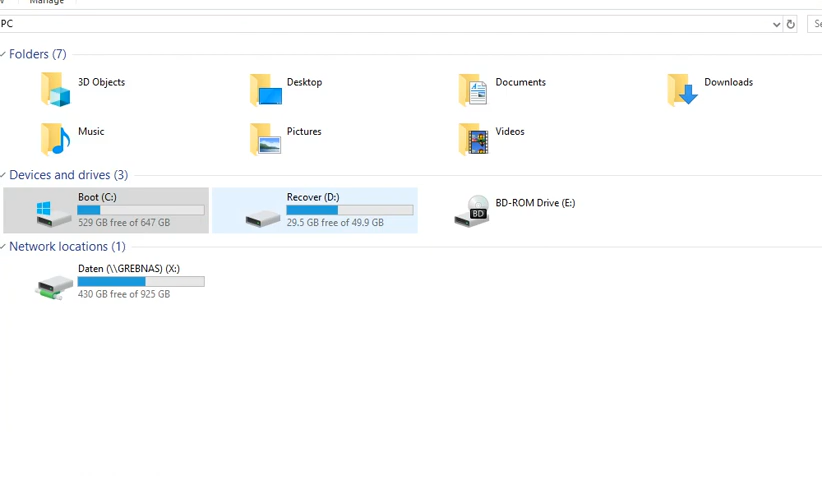 Manage
PC
Folders (7)
3D Objects
Desktop
Documents
Downloads
Music
Pictures
Videos
Devices and drives (3)
Boot (C:)
529 GB free of 647 GB
Recover (D:)
29.5 GB free of 49.9 GB
BD
BD-ROM Drive (E:)
Network locations (1)
Daten (\\GREBNAS) (X:)
430 GB free of 925 GB